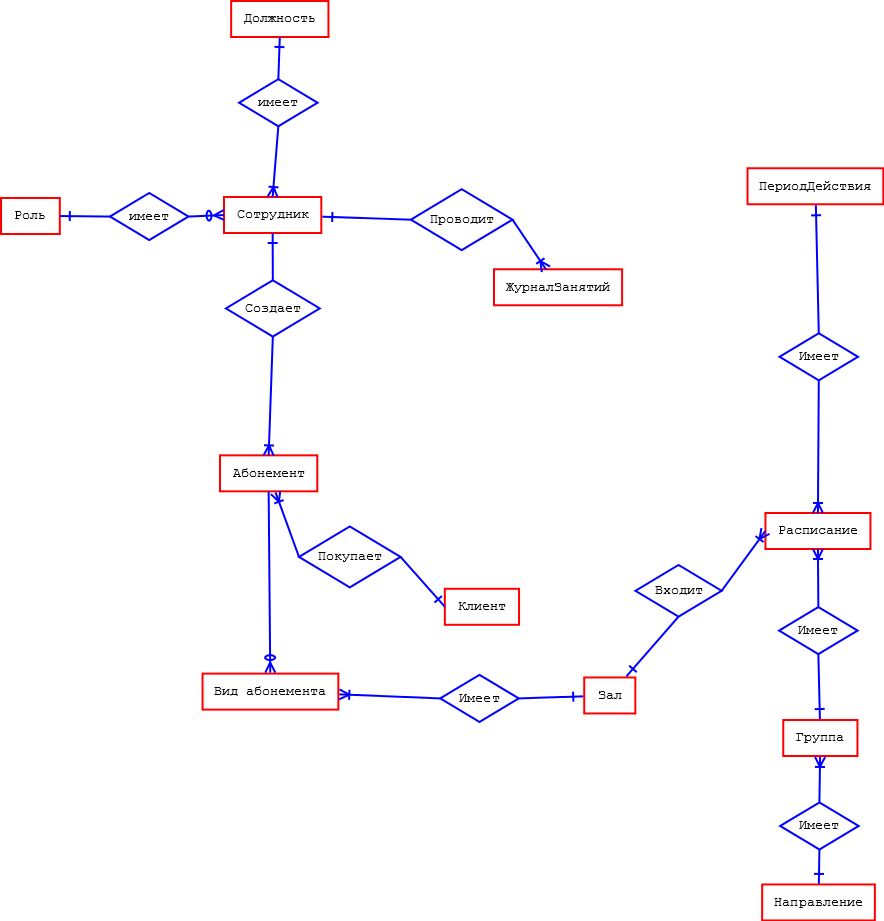 Должность
имеет
ПериодДействия
Роль
имеет
Сотрудник
Проводит
ЖурналЗанятий
Создает
Имеет
Абонемент
Расписание
Покупает
Входит
Клиент
Имеет
Вид абонемента
Имеет
Зал
Группа
Имеет
Направление